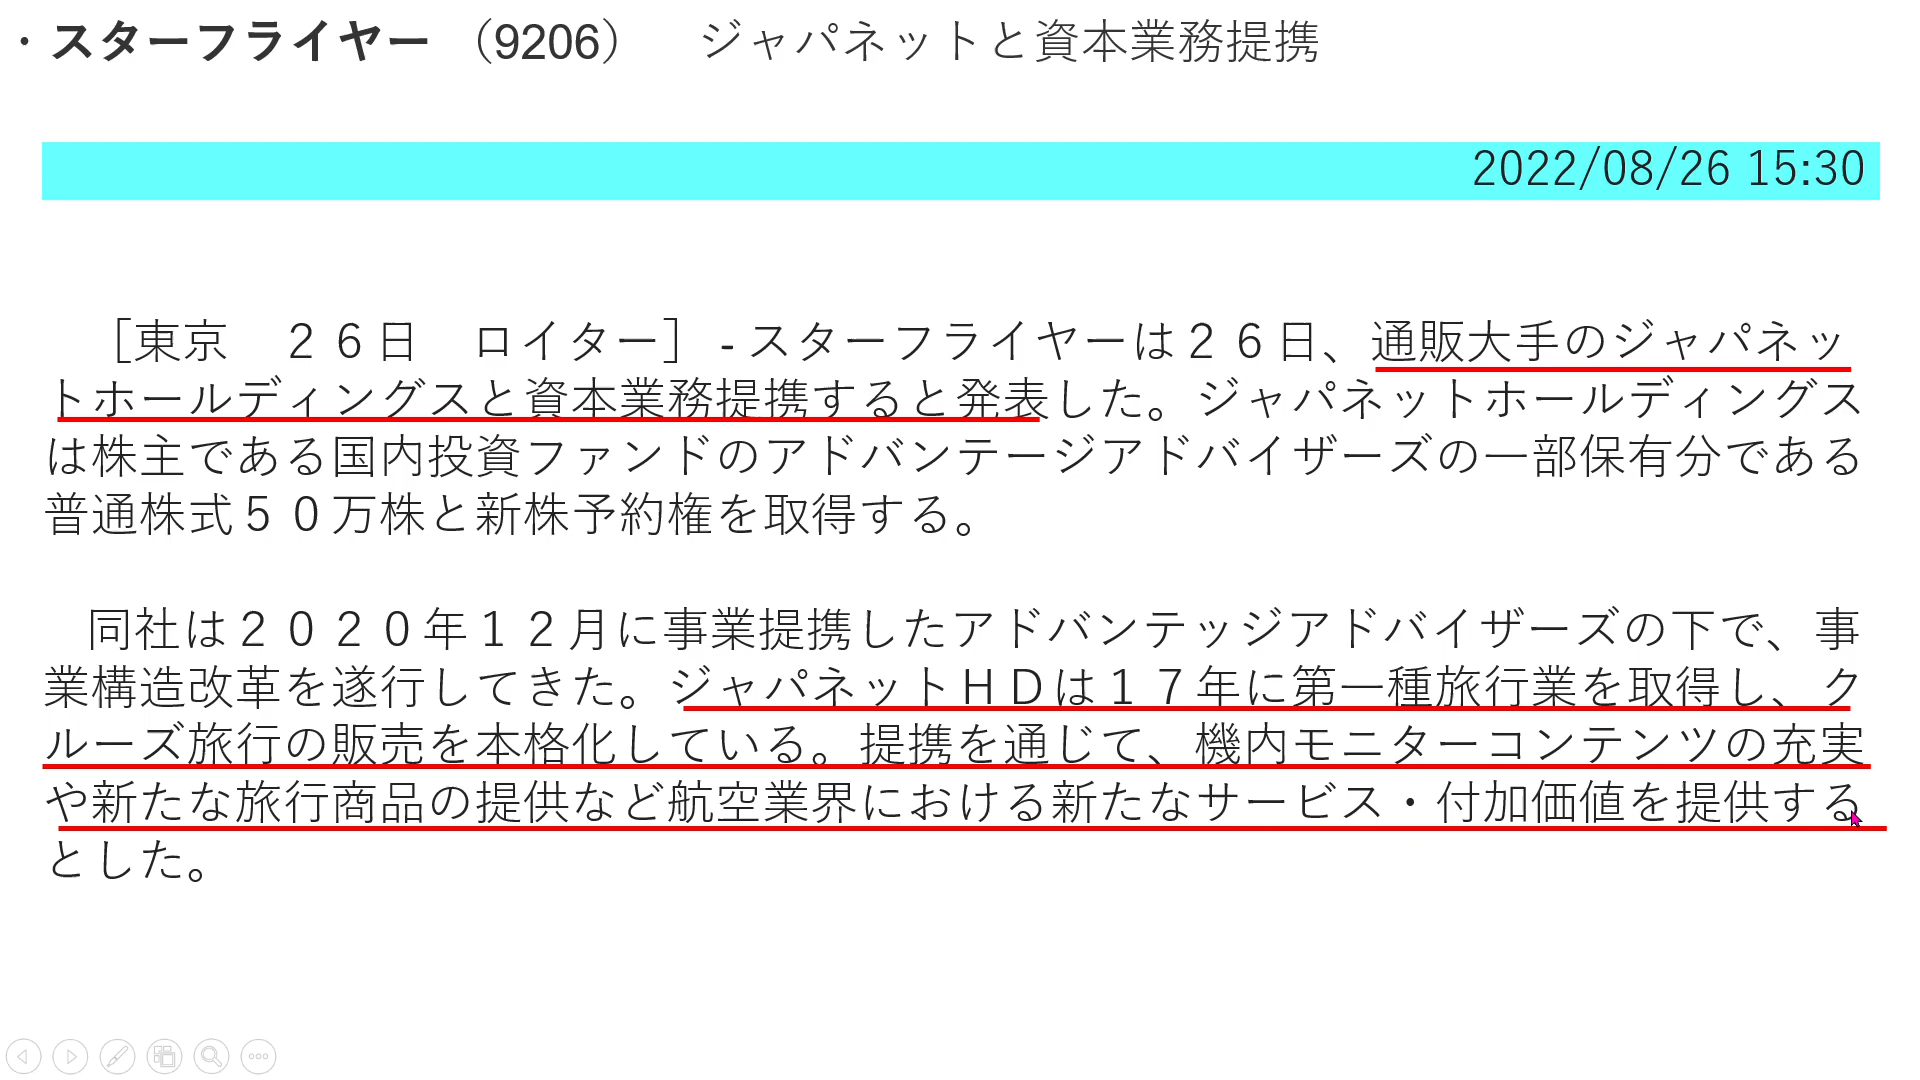 ・スターフライヤー （9206）　ジャパネットと資本業務提携
2022/08/26 15:30
［東京　２６日　ロイター］ - スターフライヤーは２６日、通販大手のジャパネッ
トホールディングスと資本業務提携すると発表した。ジャパネットホールディングス
は株主である国内投資ファンドのアドバンテージアドバイザーズの一部保有分である
普通株式５０万株と新株予約権を取得する。
同社は２０２０年１２月に事業提携したアドバンテッジアドバイザーズの下で、事
業構造改革を遂行してきた。ジャパネットＨＤは１７年に第一種旅行業を取得し、ク
ルーズ旅行の販売を本格化している。提携を通じて、機内モニターコンテンツの充実
や新たな旅行商品の提供など航空業界における新たなサービス・付加価値を提供する
とした。